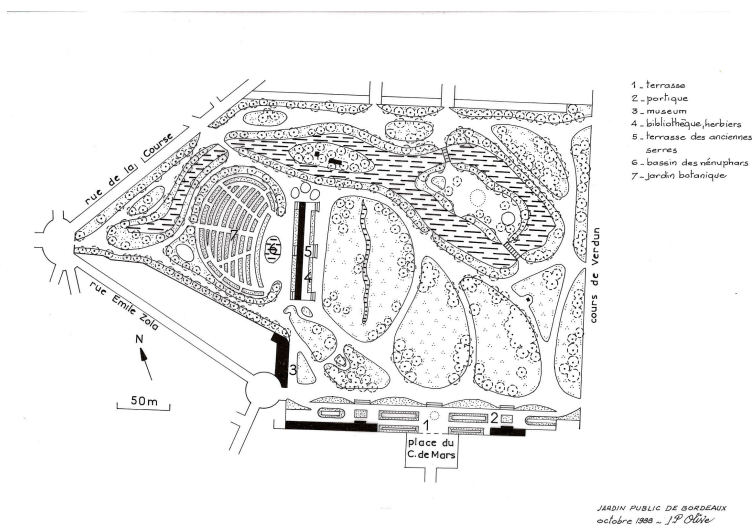 1 _ terrasse
2 _ portique
3 _ museum
4 _ bibliothèque, herbiers
5 _ terrasse des anciennes
serres
6 _ bassin des nénuphars
7 _ jardin botanique
rue de la Course
7
6
5
4
cours de Verdun
rue Emile Zola
N
3
50m
1
2
place du
C. de Mars
JARDIN PUBLIC DE BORDEAUX
octobre 1988 _ J.P Olive